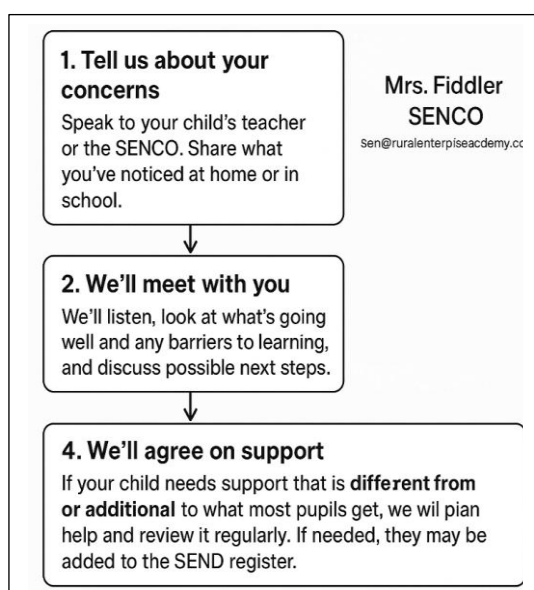 1. Tell us about your
concerns
Speak to your child's teacher
or the SENCO. Share what
you've noticed at home or in
school.
Mrs. Fiddler
SENCO
Sen@ruralenterpiseacdemy.co
2. We'll meet with you
We'll listen, look at what's going
well and any barriers to learning,
and discuss possible next steps.
4. We'll agree on support
If your child needs support that is different from
or additional to what most pupils get, we wil pian
help and review it regularly. If needed, they may be
added to the SEND register.